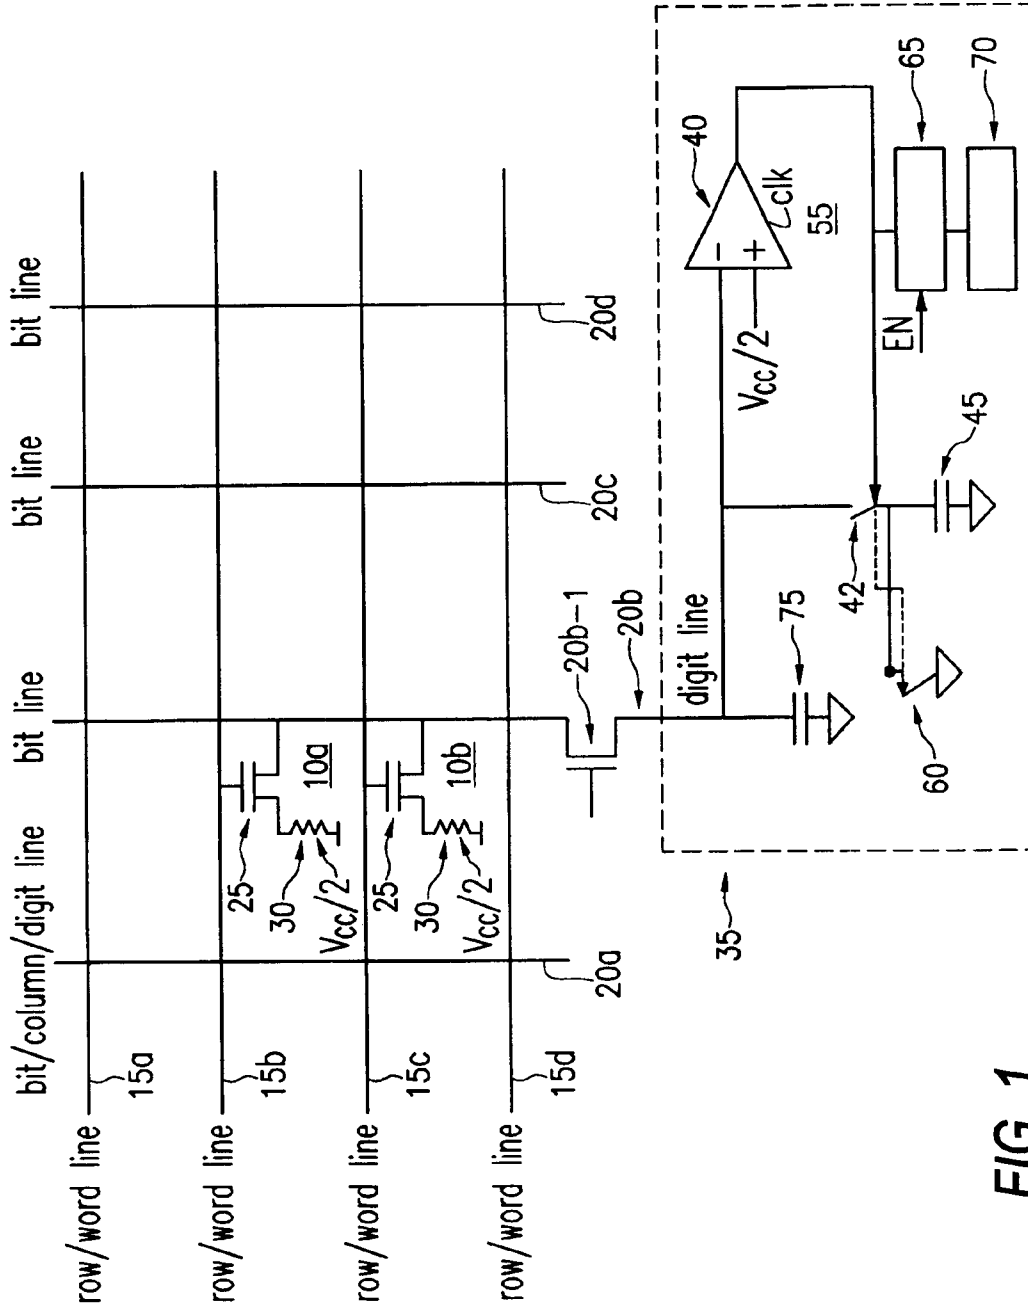 bit/column/digit line
bit line
bit line
bit line
row/word line
15a
row/word line
15b
row/word line
15c
row/word line
15d
20a
20c
20d
25
10a
30
Vcc/2
25
10b
30
Vcc/2
20b-1
20b
35
digit line
75
60
42
45
Vcc/2
-
+
40
clk
55
EN
65
70
FIG. 1